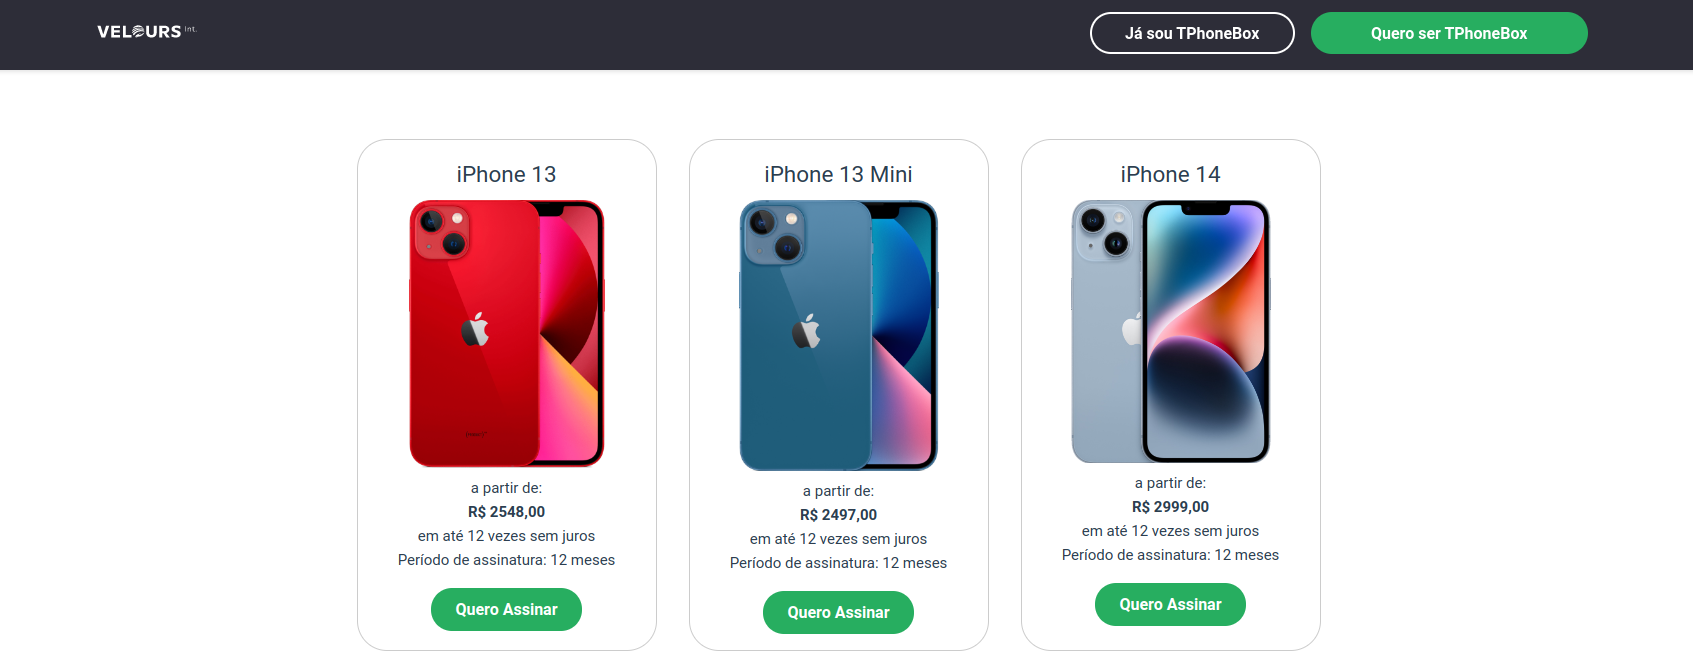 VELOURS Int.
Já sou TPhoneBox
Quero ser TPhoneBox
iPhone 13
a partir de:
R$ 2548,00
em até 12 vezes sem juros
Período de assinatura: 12 meses
Quero Assinar
iPhone 13 Mini
a partir de:
R$ 2497,00
em até 12 vezes sem juros
Período de assinatura: 12 meses
Quero Assinar
iPhone 14
a partir de:
R$ 2999,00
em até 12 vezes sem juros
Período de assinatura: 12 meses
Quero Assinar